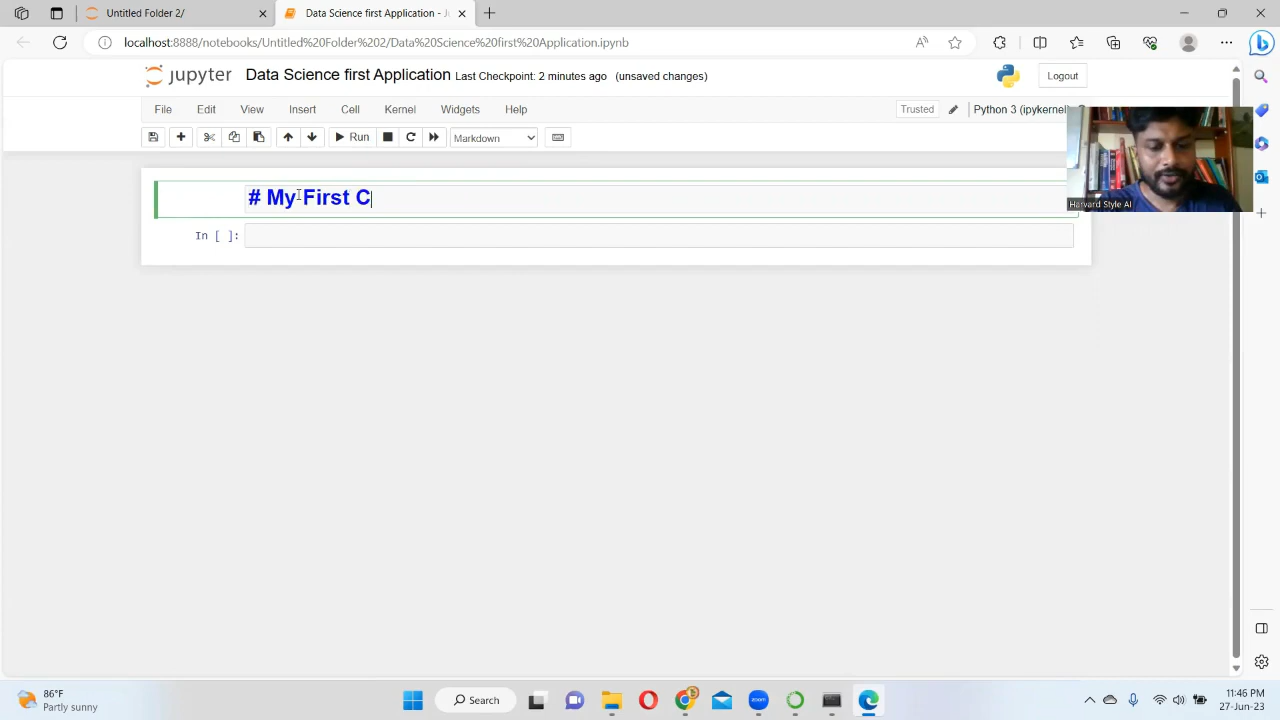 Untitled Folder 2/
Data Science first Application - J
localhost:8888/notebooks/Untitled%20Folder%202/Data%20Science%20first%20Application.ipynb
jupyter Data Science first Application Last Checkpoint: 2 minutes ago (unsaved changes)
Logout
File Edit View Insert Cell Kernel Widgets Help
Trusted Python 3 (ipykernel)
Run
Markdown
Harvard Style AI
# My First C
In [ ]:
86°F
Partly sunny
Search
zoom
11:46 PM
27-Jun-23